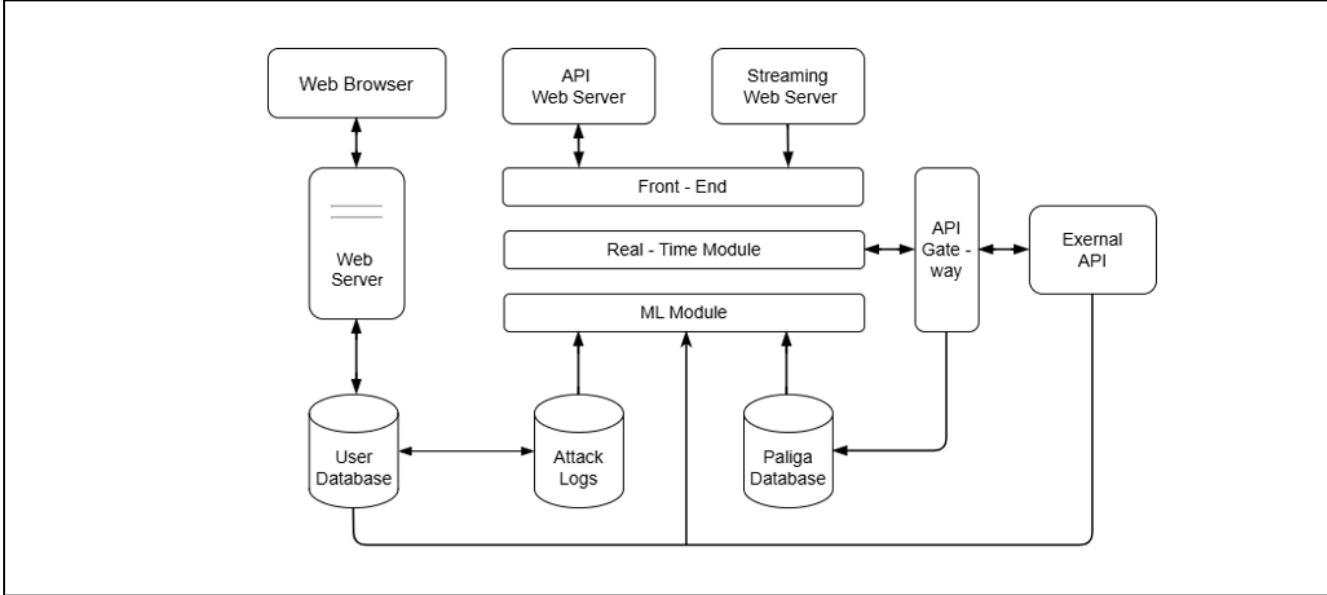 Web Browser
API
Web Server
Streaming
Web Server
Front - End
Web
Server
Real - Time Module
API
Gate -
way
Exernal
API
ML Module
User
Database
Attack
Logs
Paliga
Database